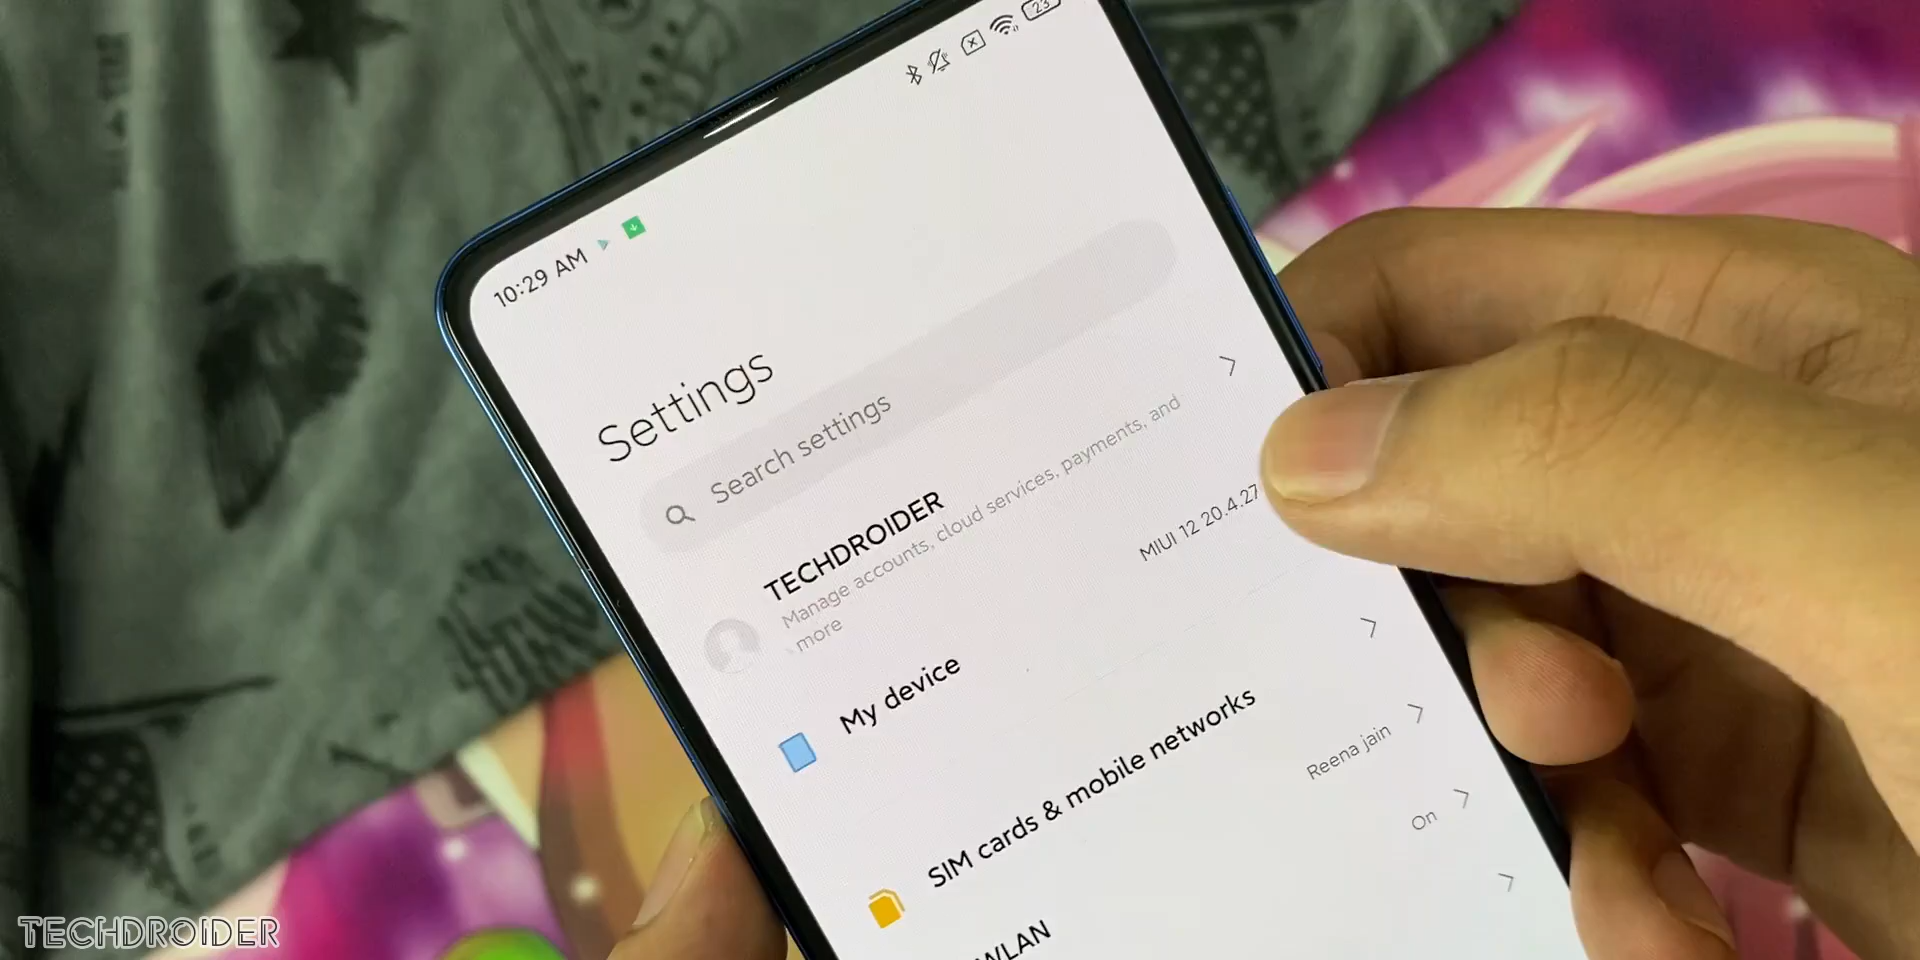 23
10:29 AM
Settings
Search settings
TECHDROIDER
Manage accounts, cloud services, payments, and
more
My device
MIUI 12 20.4.27
SIM cards & mobile networks
WLAN
Reena jain
On
TECHDROIDER